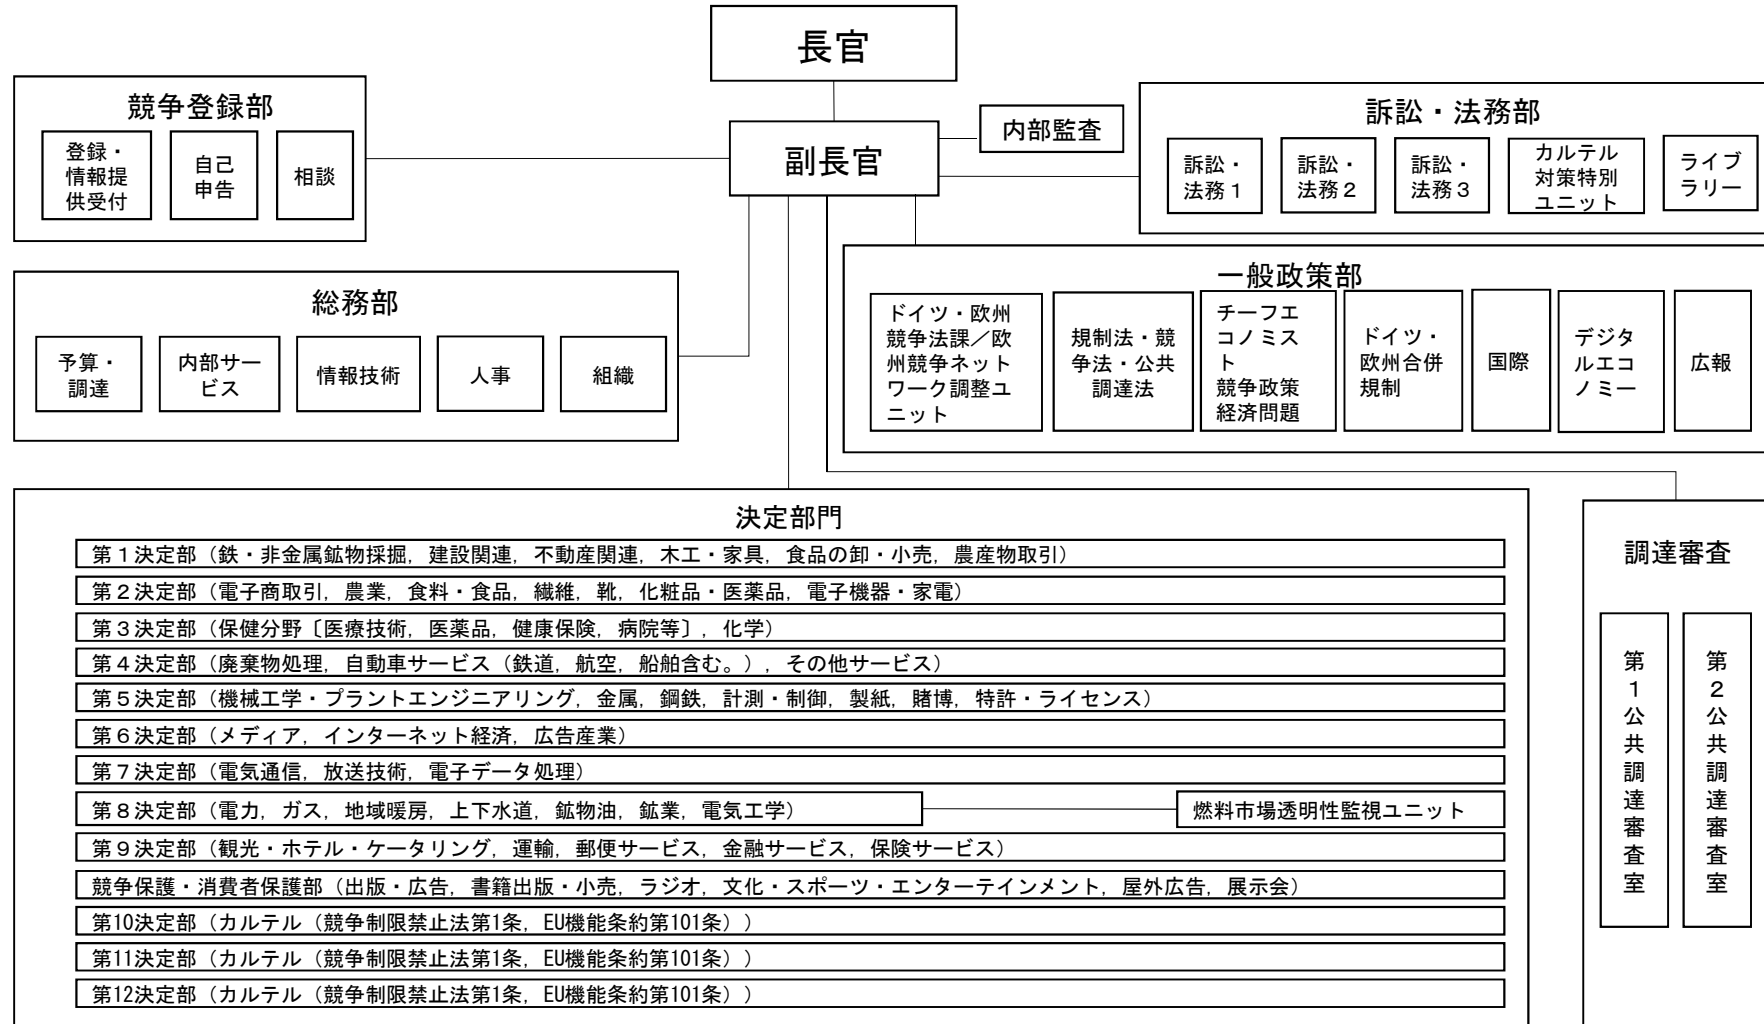 長官
副長官
内部監査
競争登録部
登録・
情報提
供受付
自己
申告
相談
訴訟・法務部
訴訟・
法務１
訴訟・
法務２
訴訟・
法務３
カルテル
対策特別
ユニット
ライブ
ラリー
総務部
予算・
調達
内部サー
ビス
情報技術
人事
組織
一般政策部
ドイツ・欧州
競争法課／欧
州競争ネット
ワーク調整ユ
ニット
規制法・競
争法・公共
調達法
チーフエ
コノミス
ト
競争政策
経済問題
ドイツ・
欧州合併
規制
国際
デジタ
ルエコ
ノミー
広報
決定部門
第１決定部（鉄・非金属鉱物採掘，建設関連，不動産関連，木工・家具，食品の卸・小売，農産物取引）
第２決定部（電子商取引，農業，食料・食品，繊維，靴，化粧品・医薬品，電子機器・家電）
第３決定部（保健分野〔医療技術，医薬品，健康保険，病院等〕，化学）
第４決定部（廃棄物処理，自動車サービス（鉄道，航空，船舶含む。），その他サービス）
第５決定部（機械工学・プラントエンジニアリング，金属，鋼鉄，計測・制御，製紙，賭博，特許・ライセンス）
第６決定部（メディア，インターネット経済，広告産業）
第７決定部（電気通信，放送技術，電子データ処理）
第８決定部（電力，ガス，地域暖房，上下水道，鉱物油，鉱業，電気工学）
燃料市場透明性監視ユニット
第９決定部（観光・ホテル・ケータリング，運輸，郵便サービス，金融サービス，保険サービス）
競争保護・消費者保護部（出版・広告，書籍出版・小売，ラジオ，文化・スポーツ・エンターテインメント，屋外広告，展示会）
第10決定部（カルテル（競争制限禁止法第1条，EU機能条約第101条））
第11決定部（カルテル（競争制限禁止法第1条，EU機能条約第101条））
第12決定部（カルテル（競争制限禁止法第1条，EU機能条約第101条））
調達審査
第１公共調達審査室
第２公共調達審査室